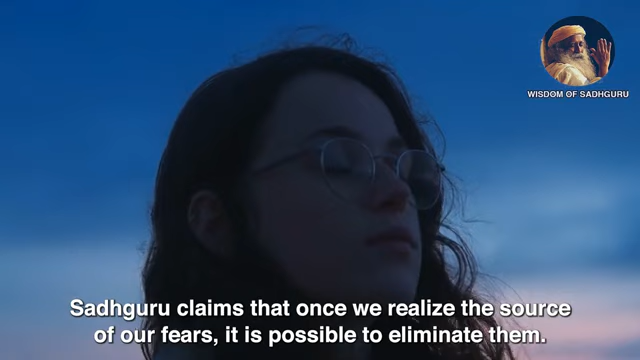 WISDOM OF SADHGURU
Sadhguru claims that once we realize the source
of our fears, it is possible to eliminate them.